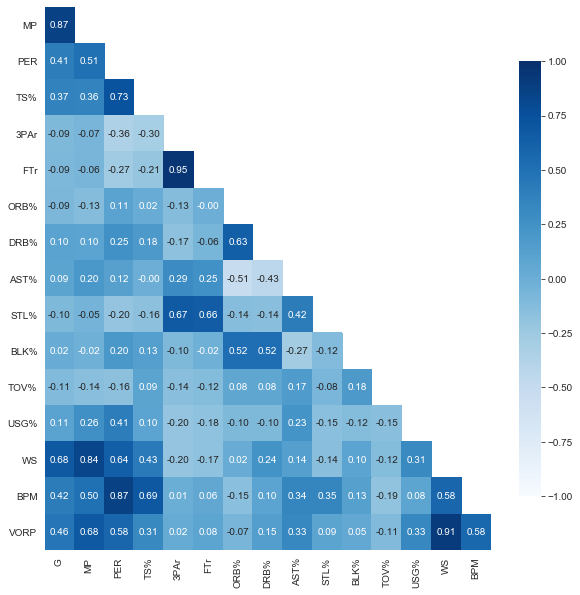 MP 0.87
PER 0.41 0.51
TS% 0.37 0.36 0.73
3PAr -0.09 -0.07 -0.36 -0.30
FTr -0.09 -0.06 -0.27 -0.21 0.95
ORB% -0.09 -0.13 0.11 0.02 -0.13 -0.00
DRB% 0.10 0.10 0.25 0.18 -0.17 -0.06 0.63
AST% 0.09 0.20 0.12 -0.00 0.29 0.25 -0.51 -0.43
STL% -0.10 -0.05 -0.20 -0.16 0.67 0.66 -0.14 -0.14 0.42
BLK% 0.02 -0.02 0.20 0.13 -0.10 -0.02 0.52 0.52 -0.27 -0.12
TOV% -0.11 -0.14 -0.16 0.09 -0.14 -0.12 0.08 0.08 0.17 -0.08 0.18
USG% 0.11 0.26 0.41 0.10 -0.20 -0.18 -0.10 -0.10 0.23 -0.15 -0.12 -0.15
WS 0.68 0.84 0.64 0.43 -0.20 -0.17 0.02 0.24 0.14 -0.14 0.10 -0.12 0.31
BPM 0.42 0.50 0.87 0.69 0.01 0.06 -0.15 0.10 0.34 0.35 0.13 -0.19 0.08 0.58
VORP 0.46 0.68 0.58 0.31 0.02 0.08 -0.07 0.15 0.33 0.09 0.05 -0.11 0.33 0.91 0.58
G MP PER TS% 3PAr FTr ORB% DRB% AST% STL% BLK% TOV% USG% WS BPM
1.00
0.75
0.50
0.25
0.00
-0.25
-0.50
-0.75
-1.00